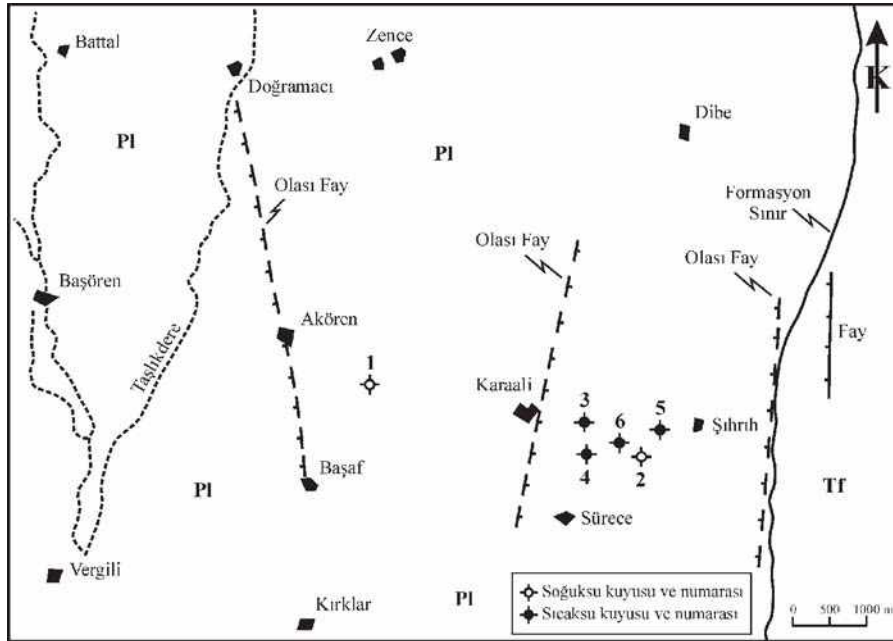 Battal
Zence
K
Doğramacı
Dibe
Pl
Pl
Olası Fay
Formasyon
Sınır
Olası Fay
Olası Fay
Başören
Akören
Fay
Taşlıkdere
1
Karaali
3
6
5
Şıhrıh
4
2
Başaf
Pl
Tf
Sürece
Vergili
Kırklar
Pl
Soğuksu kuyusu ve numarası
Sıcaksu kuyusu ve numarası
0 500 1000 m